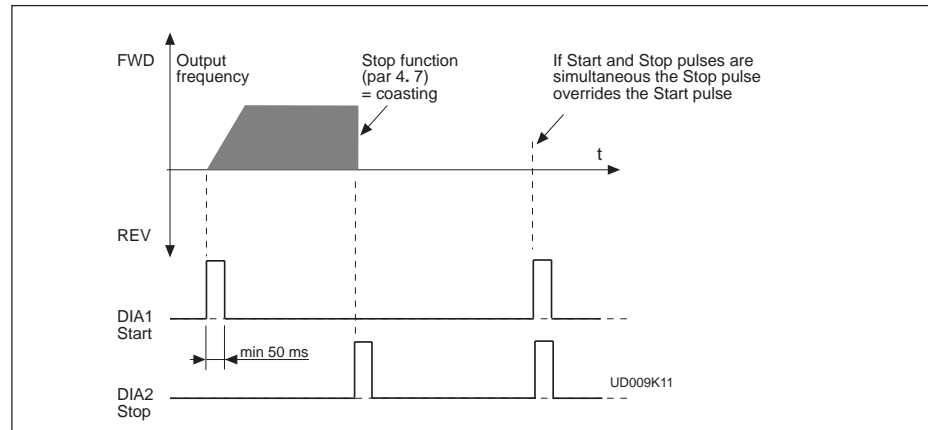 FWD
Output
frequency
Stop function
(par 4. 7)
= coasting
If Start and Stop pulses are
simultaneous the Stop pulse
overrides the Start pulse
t
REV
DIA1
Start
min 50 ms
DIA2
Stop
UD009K11